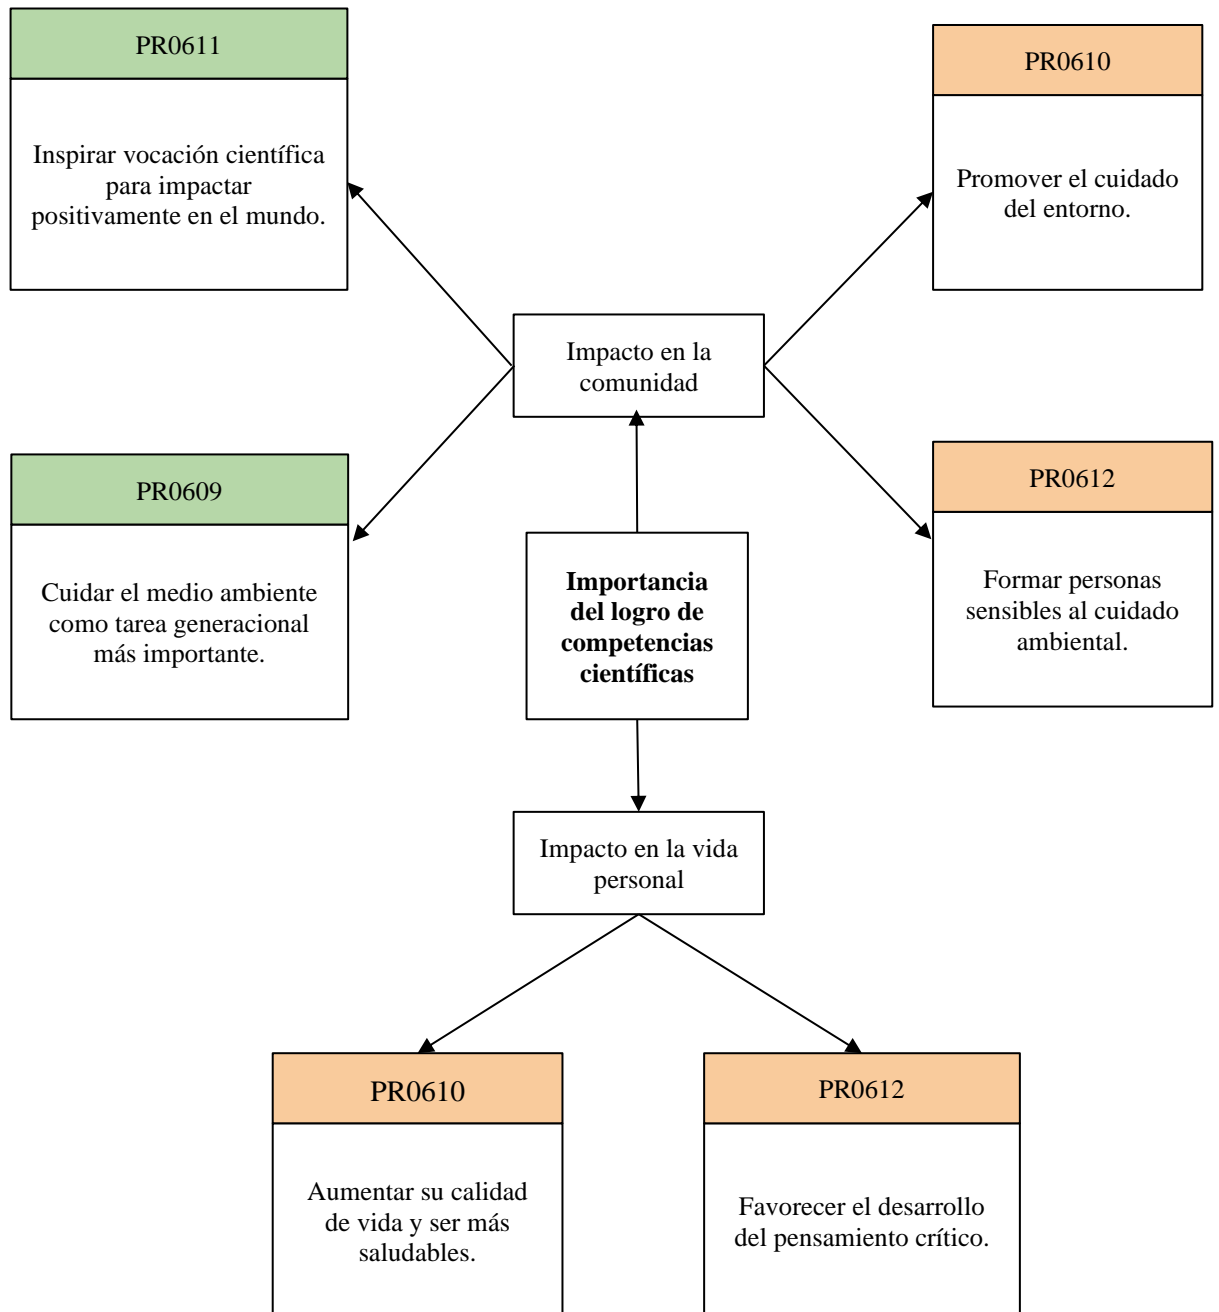 PR0611
Inspirar vocación científica
para impactar
positivamente en el mundo.
PR0610
Promover el cuidado
del entorno.
Impacto en la
comunidad
PR0609
Cuidar el medio ambiente
como tarea generacional
más importante.
Importancia
del logro de
competencias
científicas
PR0612
Formar personas
sensibles al cuidado
ambiental.
Impacto en la vida
personal
PR0610
Aumentar su calidad
de vida y ser más
saludables.
PR0612
Favorecer el desarrollo
del pensamiento crítico.